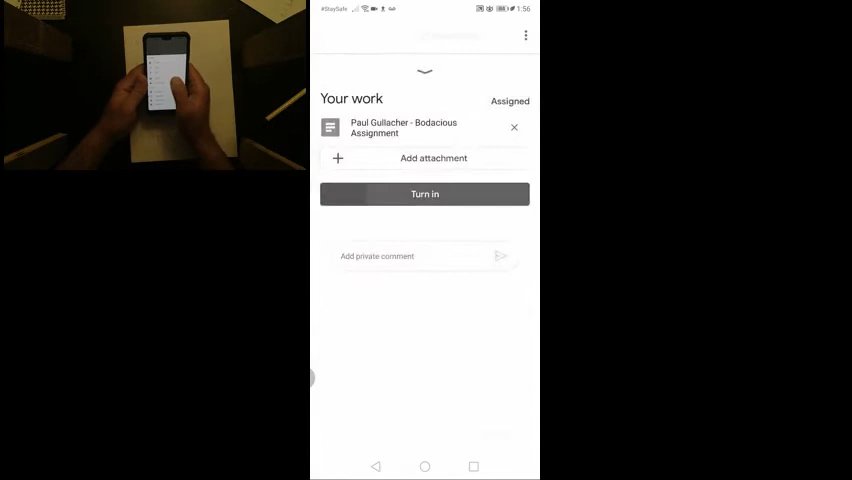 #StaySafe
1:56
Your work
Assigned
Paul Gullacher - Bodacious
Assignment
Add attachment
Turn in
Add private comment